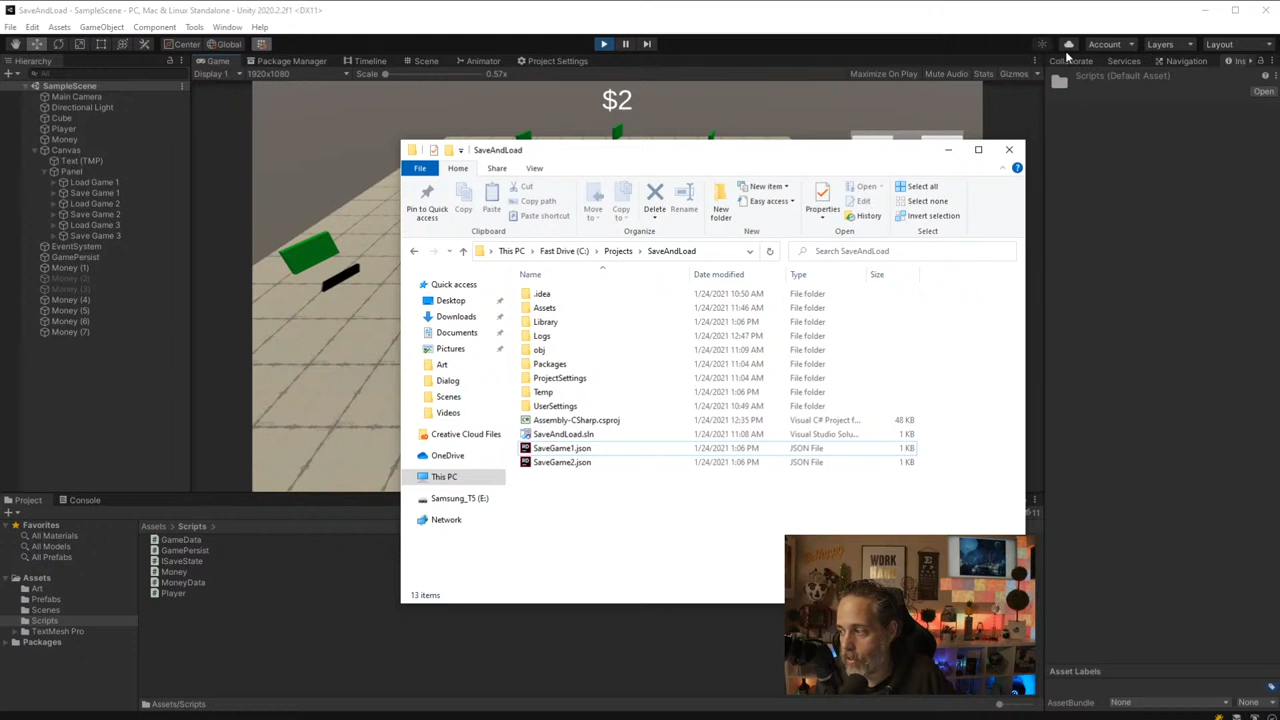 SaveAndLoad - SampleScene - PC, Mac & Linux Standalone - Unity 2020.2.2f1 <DX11>
File Edit Assets GameObject Component Tools Window Help
Center Global Account Layers Layout
Hierarchy Game Package Manager Timeline Scene Animator Project Settings Collaborate Services Navigation Ins
All Display 1 1920x1080 Scale 0.57x Maximize On Play Mute Audio Stats Gizmos Scripts (Default Asset)
Open
SampleScene
Main Camera
Directional Light
Cube
Player
Money
Canvas
Text (TMP)
Panel
Load Game 1
Save Game 1
Load Game 2
Save Game 2
Load Game 3
Save Game 3
EventSystem
GamePersist
Money (1)
Money (2)
Money (3)
Money (4)
Money (5)
Money (6)
Money (7)
$2
SaveAndLoad
File Home Share View
Pin to Quick access
Copy
Paste
Cut
Copy path
Paste shortcut
Clipboard
Move to
Copy to
Delete
Rename
Organize
New folder
New item
Easy access
New
Properties
Open
Edit
History
Open
Select all
Select none
Invert selection
Select
This PC Fast Drive (C:) Projects SaveAndLoad Search SaveAndLoad
Quick access
Desktop
Downloads
Documents
Pictures
Art
Dialog
Scenes
Videos
Creative Cloud Files
OneDrive
This PC
Samsung_T5 (E:)
Network
Name Date modified Type Size
.idea 1/24/2021 10:50 AM File folder
Assets 1/24/2021 11:46 AM File folder
Library 1/24/2021 1:06 PM File folder
Logs 1/24/2021 12:47 PM File folder
obj 1/24/2021 11:09 AM File folder
Packages 1/24/2021 11:04 AM File folder
ProjectSettings 1/24/2021 11:04 AM File folder
Temp 1/24/2021 1:06 PM File folder
UserSettings 1/24/2021 10:49 AM File folder
Assembly-CSharp.csproj 1/24/2021 12:35 PM Visual C# Project f... 48 KB
SaveAndLoad.sln 1/24/2021 11:08 AM Visual Studio Solu... 1 KB
SaveGame1.json 1/24/2021 1:06 PM JSON File 1 KB
SaveGame2.json 1/24/2021 1:06 PM JSON File 1 KB
13 items
Project Console
Favorites
All Materials
All Models
All Prefabs
Assets
Art
Prefabs
Scenes
Scripts
TextMesh Pro
Packages
Assets Scripts
GameData
GamePersist
ISaveState
Money
MoneyData
Player
Assets/Scripts
11
WORK HARD
Asset Labels
AssetBundle None None